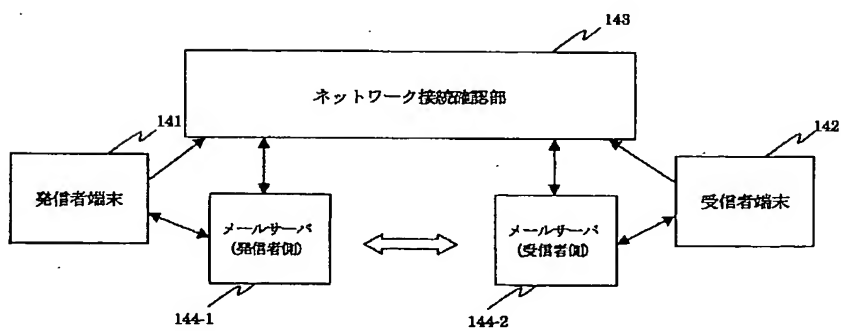 143
ネットワーク接続確認部
141
142
発信者端末
受信者端末
メールサーバ
(発信者側)
メールサーバ
(受信者側)
144-1
144-2